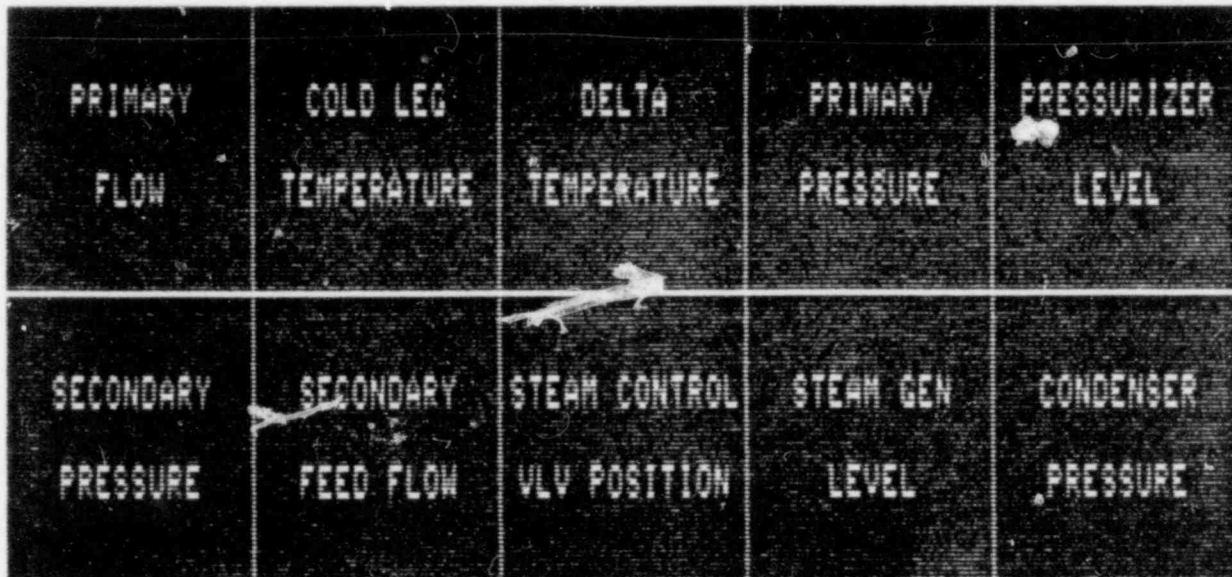 PRIMARY
FLOW
COLD LEG
TEMPERATURE
DELTA
TEMPERATURE
PRIMARY
PRESSURE
PRESSURIZER
LEVEL
SECONDARY
PRESSURE
SECONDARY
FEED FLOW
STEAM CONTROL
VLV POSITION
STEAM GEN
LEVEL
CONDENSER
PRESSURE